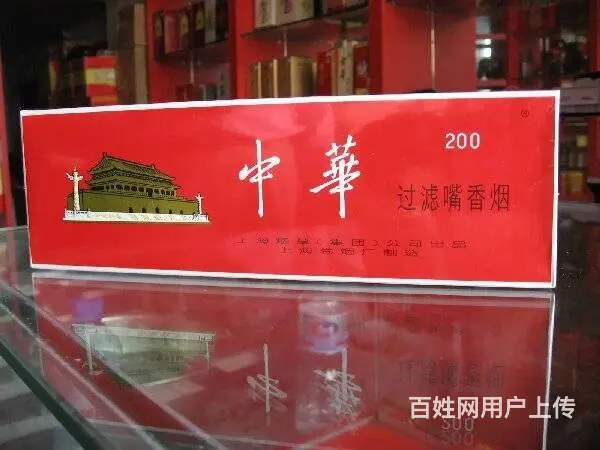 中華
200
®
过滤嘴香烟
上海烟草(集团)公司出品
上海卷烟厂制造
百姓网用户上传